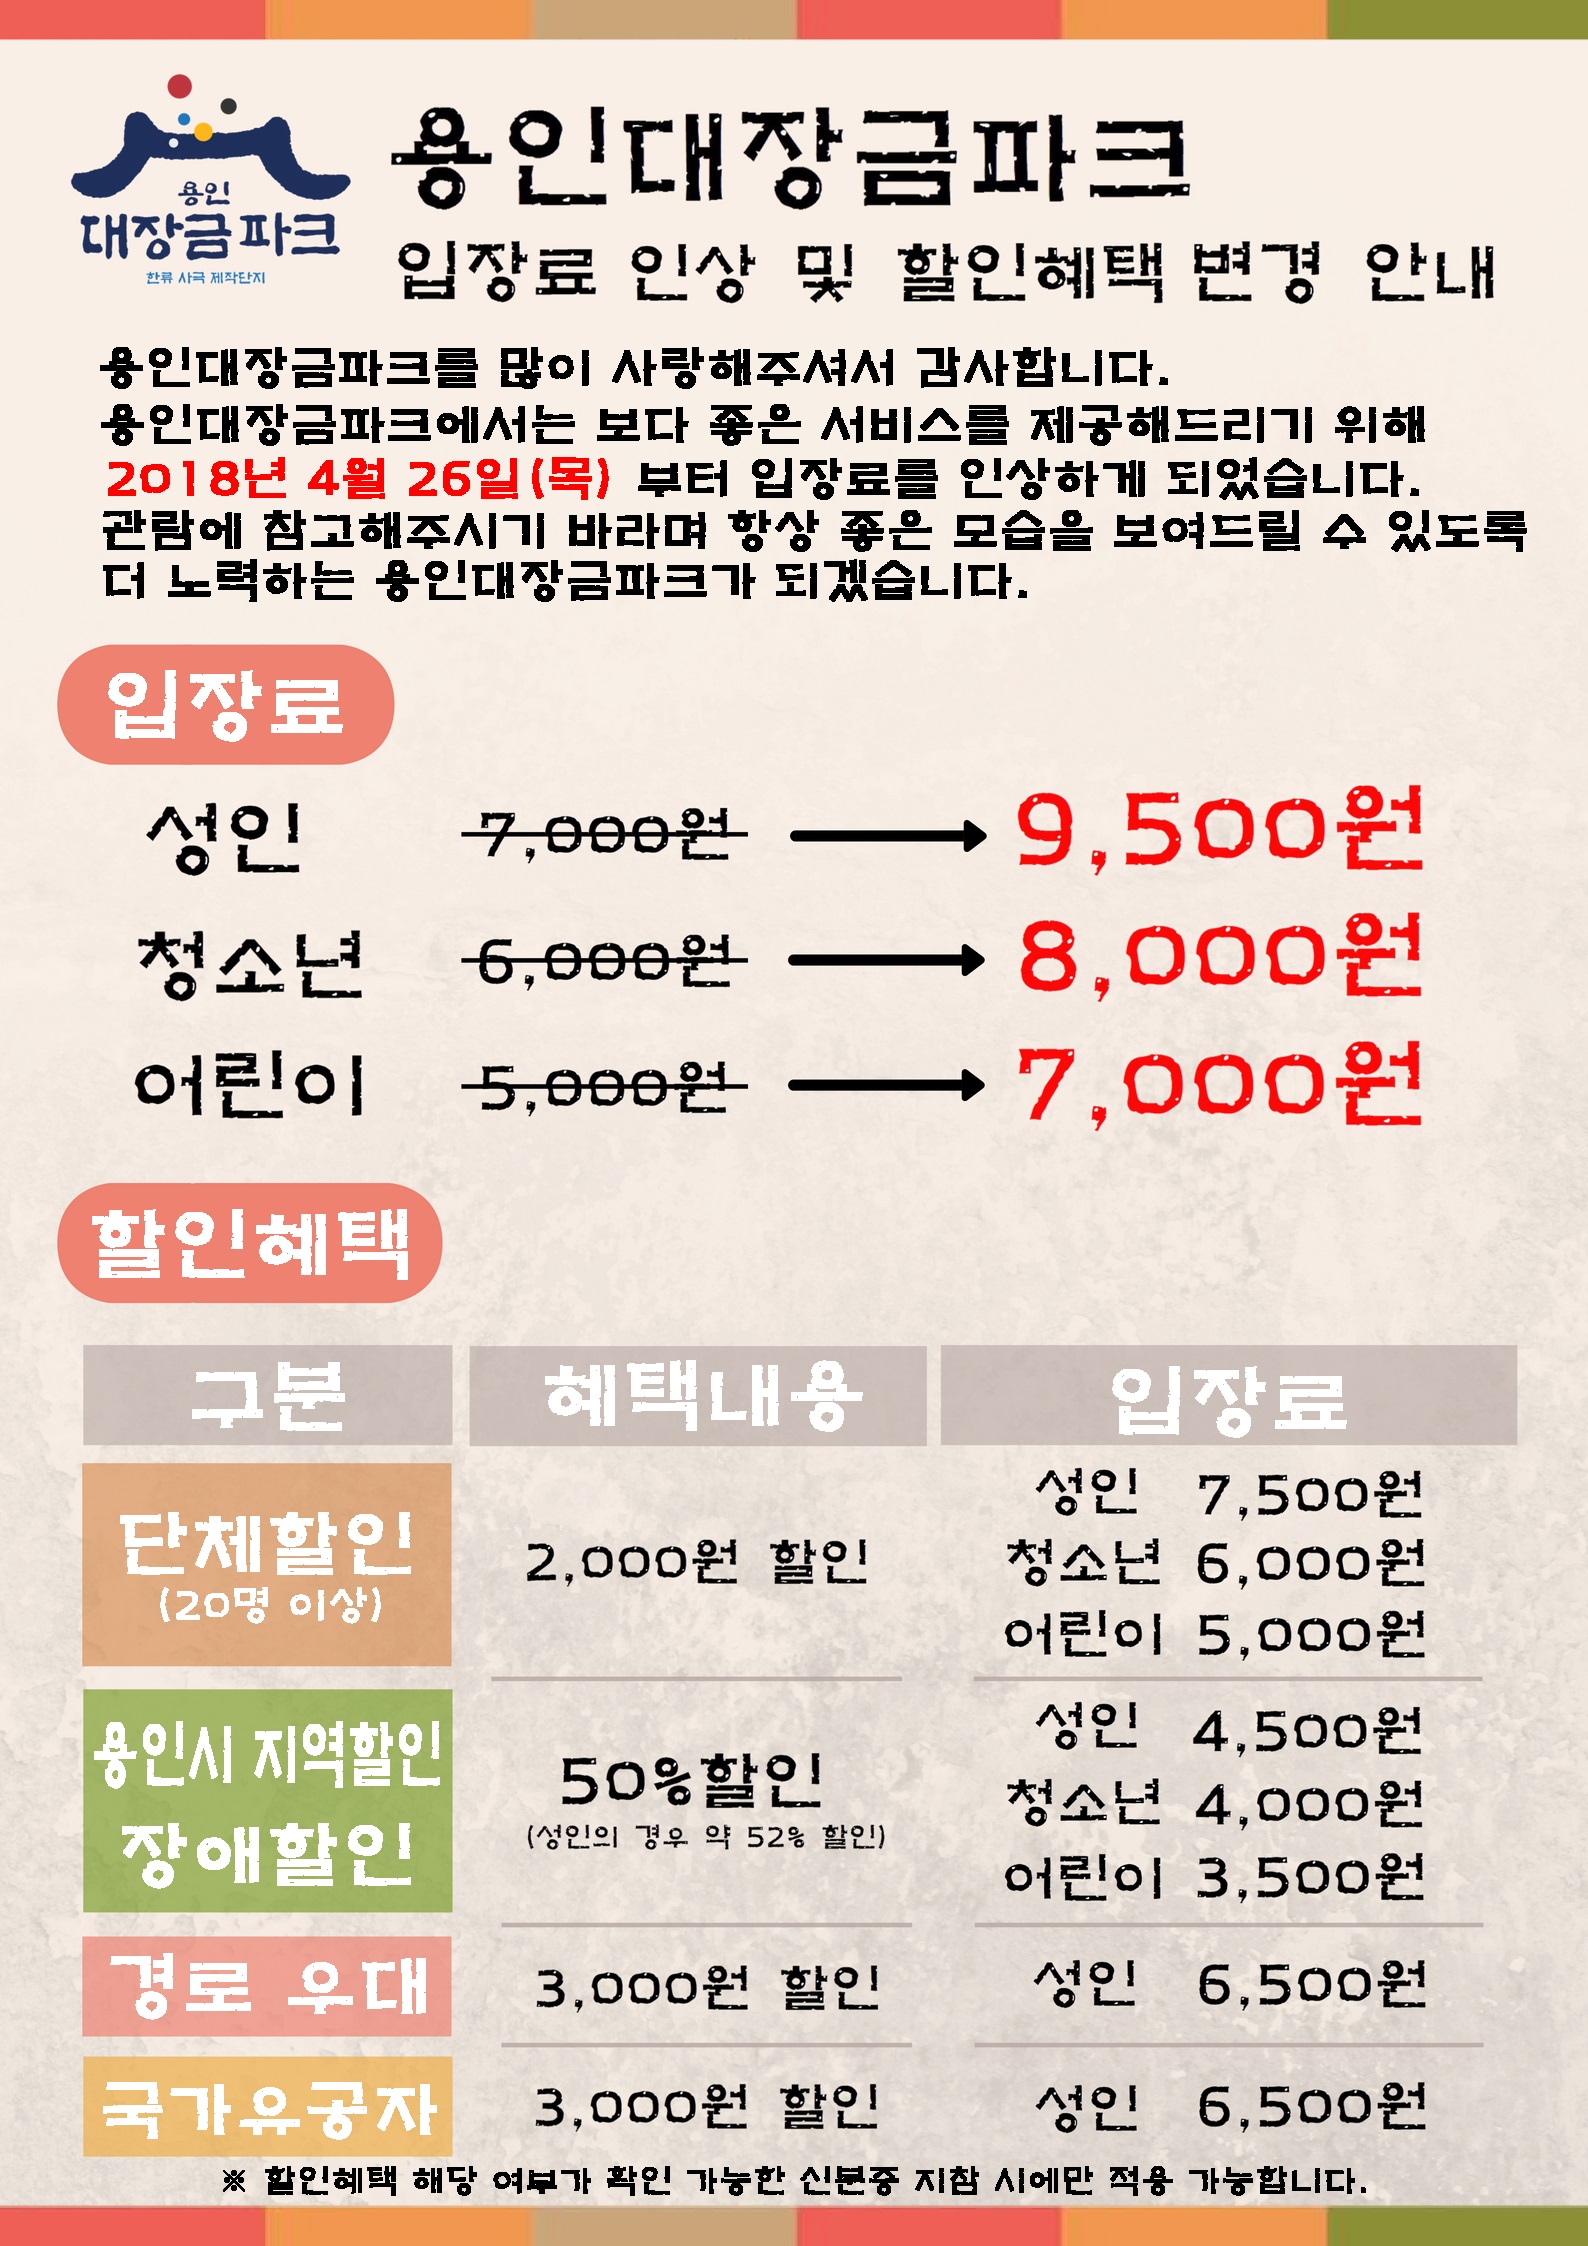 용인
대장금파크
한류 사극 제작단지
용인대장금파크
입장료 인상 및 할인혜택 변경 안내
용인대장금파크를 많이 사랑해주셔서 감사합니다.
용인대장금파크에서는 보다 좋은 서비스를 제공해드리기 위해
2018년 4월 26일(목) 부터 입장료를 인상하게 되었습니다.
관람에 참고해주시기 바라며 항상 좋은 모습을 보여드릴 수 있도록
더 노력하는 용인대장금파크가 되겠습니다.
입장료
성인 7,000원 → 9,500원
청소년 6,000원 → 8,000원
어린이 5,000원 → 7,000원
할인혜택
구분 혜택내용 입장료
단체할인
(20명 이상)
2,000원 할인
성인 7,500원
청소년 6,000원
어린이 5,000원
용인시 지역할인
장애할인
50%할인
(성인의 경우 약 52% 할인)
성인 4,500원
청소년 4,000원
어린이 3,500원
경로 우대 3,000원 할인 성인 6,500원
국가유공자 3,000원 할인 성인 6,500원
※ 할인혜택 해당 여부가 확인 가능한 신분증 지참 시에만 적용 가능합니다.